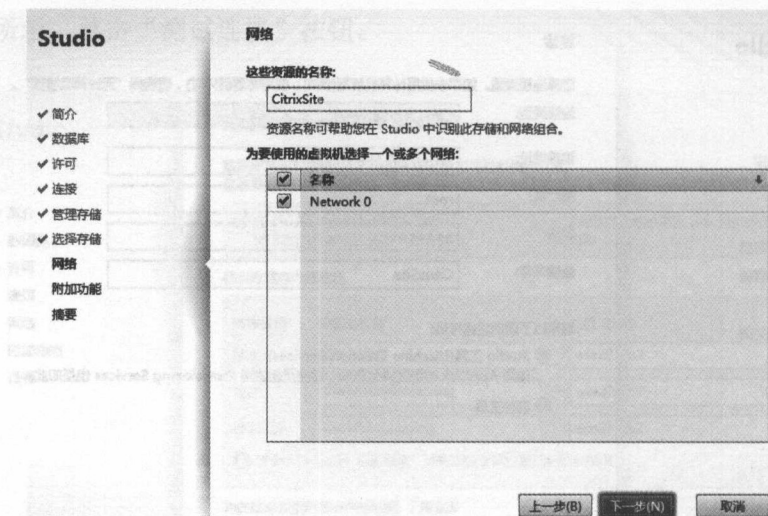 Studio
简介
数据库
许可
连接
管理存储
选择存储
网络
附加功能
摘要
网络
这些资源的名称:
CitrixSite
资源名称可帮助您在 Studio 中识别此存储和网络组合。
为要使用的虚拟机选择一个或多个网络:
名称
Network 0
上一步(B)
下一步(N)
取消